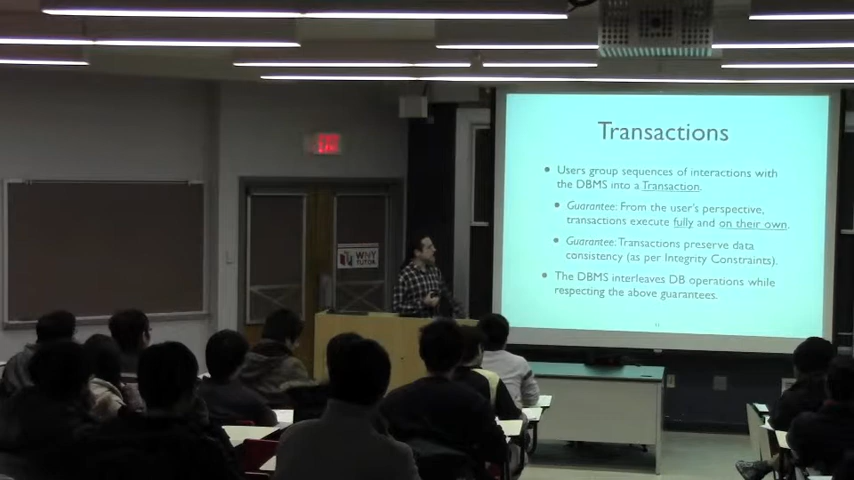 Transactions
• Users group sequences of interactions with
the DBMS into a Transaction.
• Guarantee: From the user's perspective,
transactions execute fully and on their own.
• Guarantee: Transactions preserve data
consistency (as per Integrity Constraints).
• The DBMS interleaves DB operations while
respecting the above guarantees.
WNY
TUTOR